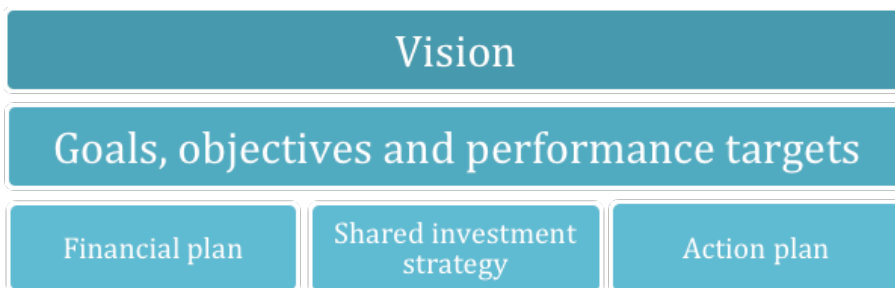 Vision
Goals, objectives and performance targets
Financial plan
Shared investment
strategy
Action plan